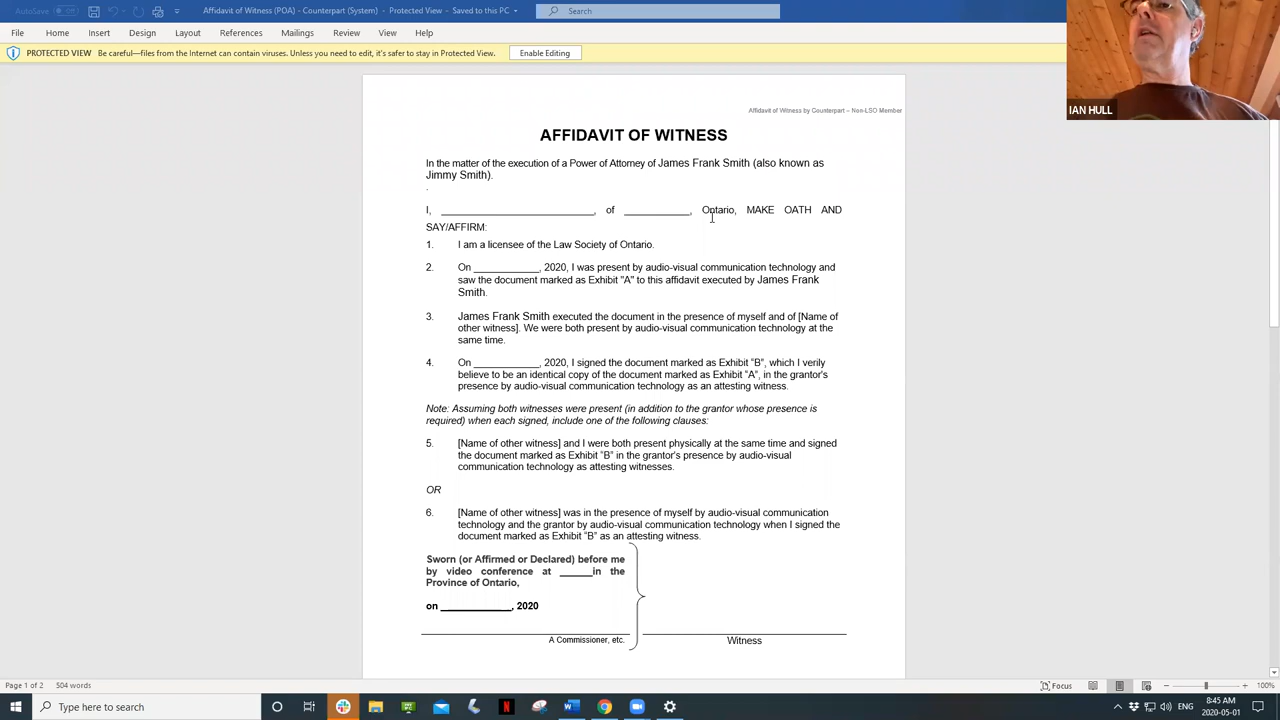 AutoSave Off Affidavit of Witness (POA) - Counterpart (System) - Protected View - Saved to this PC Search
File Home Insert Design Layout References Mailings Review View Help
PROTECTED VIEW Be careful—files from the Internet can contain viruses. Unless you need to edit, it's safer to stay in Protected View. Enable Editing
IAN HULL
Affidavit of Witness by Counterpart – Non-LSO Member
AFFIDAVIT OF WITNESS
In the matter of the execution of a Power of Attorney of James Frank Smith (also known as
Jimmy Smith).
.
I, ____________________________, of ____________, Ontario, MAKE OATH AND
SAY/AFFIRM:
1. I am a licensee of the Law Society of Ontario.
2. On ____________, 2020, I was present by audio-visual communication technology and
saw the document marked as Exhibit "A" to this affidavit executed by James Frank
Smith.
3. James Frank Smith executed the document in the presence of myself and of [Name of
other witness]. We were both present by audio-visual communication technology at the
same time.
4. On ____________, 2020, I signed the document marked as Exhibit “B”, which I verily
believe to be an identical copy of the document marked as Exhibit “A”, in the grantor's
presence by audio-visual communication technology as an attesting witness.
Note: Assuming both witnesses were present (in addition to the grantor whose presence is
required) when each signed, include one of the following clauses:
5. [Name of other witness] and I were both present physically at the same time and signed
the document marked as Exhibit “B” in the grantor's presence by audio-visual
communication technology as attesting witnesses.
OR
6. [Name of other witness] was in the presence of myself by audio-visual communication
technology and the grantor by audio-visual communication technology when I signed the
document marked as Exhibit “B” as an attesting witness.
Sworn (or Affirmed or Declared) before me
by video conference at ______in the
Province of Ontario,
on ____________, 2020
A Commissioner, etc. Witness
Page 1 of 2 504 words Focus 100%
Type here to search ENG 8:45 AM
2020-05-01